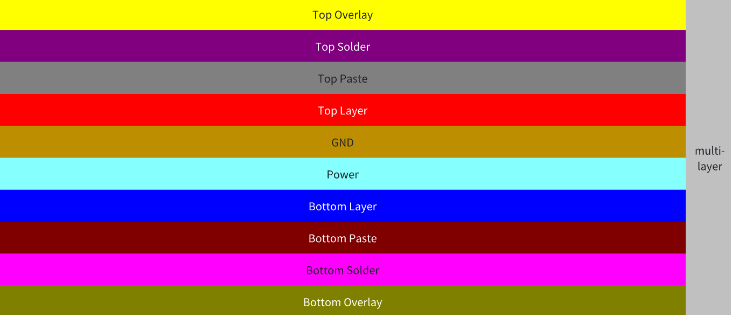 Top Overlay
Top Solder
Top Paste
Top Layer
GND
Power
Bottom Layer
Bottom Paste
Bottom Solder
Bottom Overlay
multi-
layer